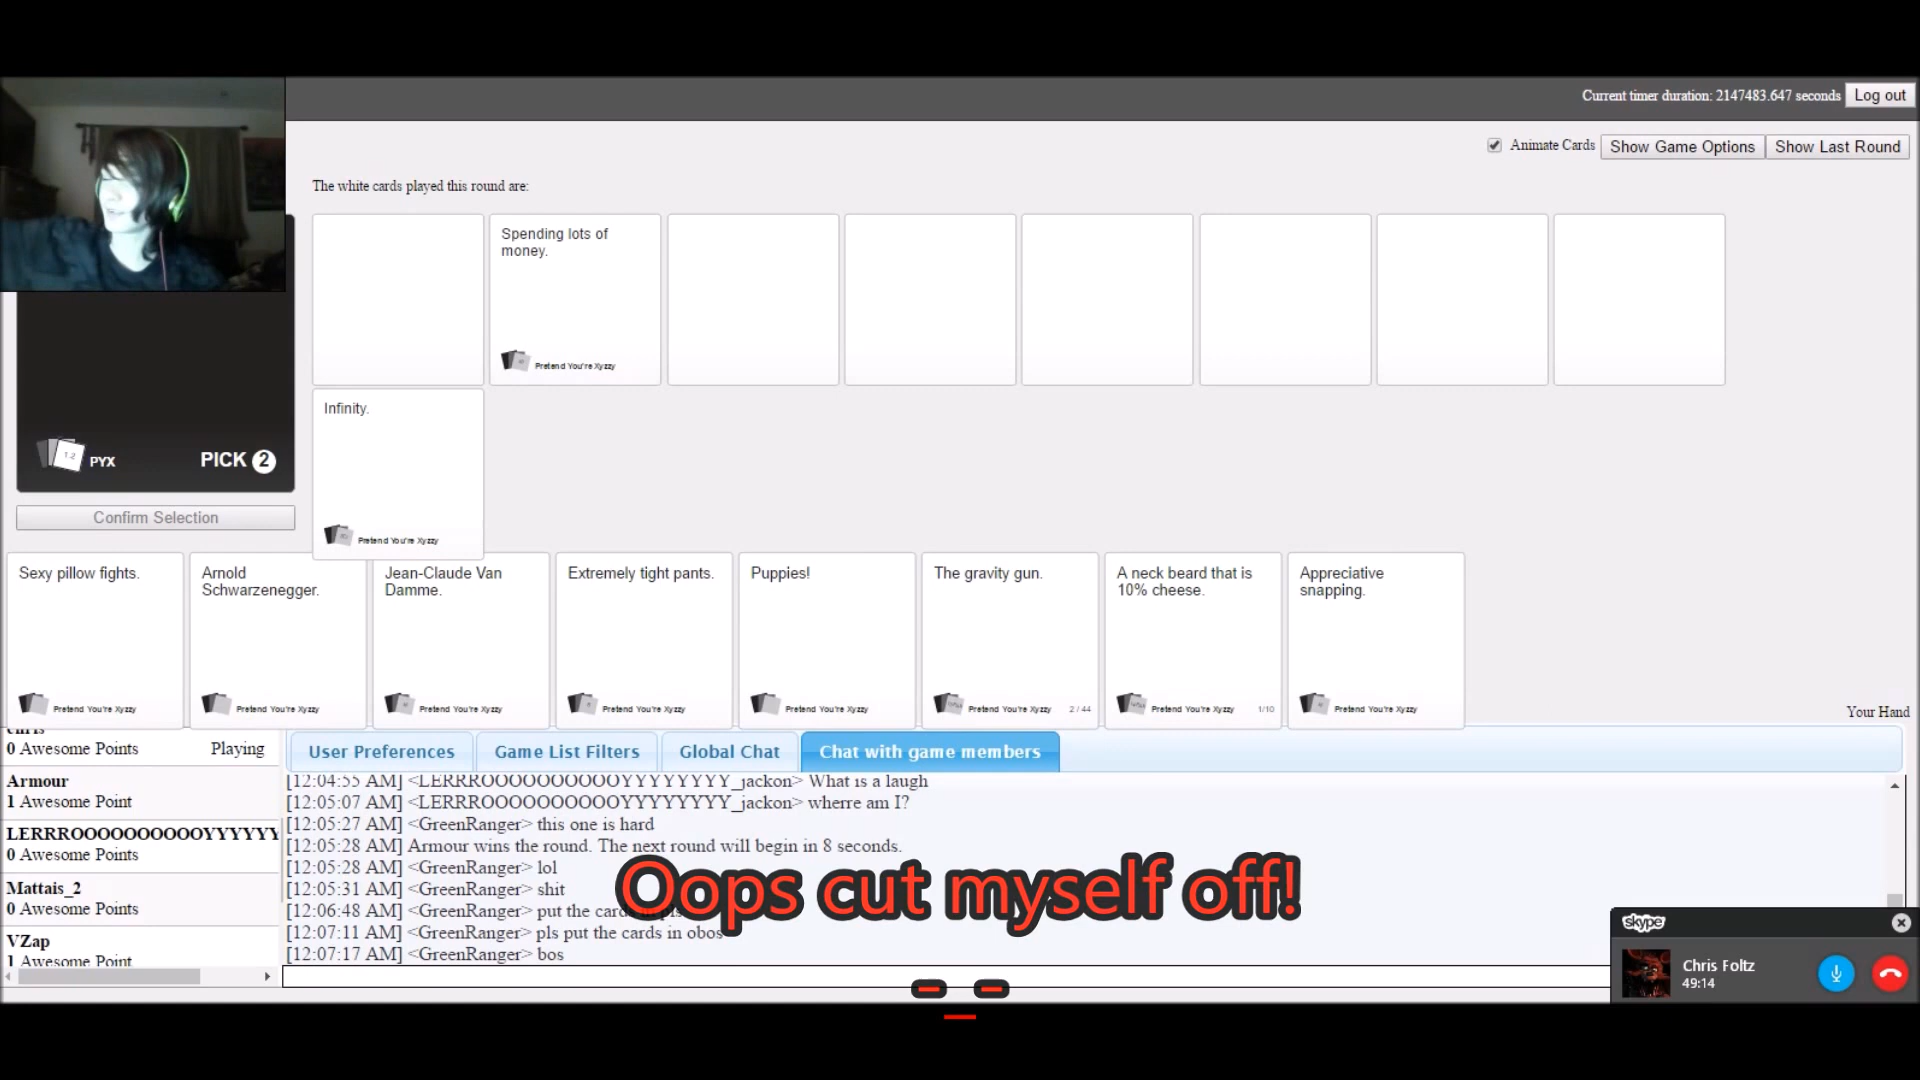 Current timer duration: 2147483.647 seconds
Log out
Animate Cards
Show Game Options
Show Last Round
The white cards played this round are:
Spending lots of
money.
Pretend You're Xyzzy
Infinity.
Pretend You're Xyzzy
PYX
PICK 2
Confirm Selection
Sexy pillow fights.
Pretend You're Xyzzy
Arnold
Schwarzenegger.
Pretend You're Xyzzy
Jean-Claude Van
Damme.
Pretend You're Xyzzy
Extremely tight pants.
Pretend You're Xyzzy
Puppies!
Pretend You're Xyzzy
The gravity gun.
Pretend You're Xyzzy
2 / 44
A neck beard that is
10% cheese.
Pretend You're Xyzzy
1/10
Appreciative
snapping.
Pretend You're Xyzzy
Your Hand
chris
0 Awesome Points
Playing
Armour
1 Awesome Point
LERRROOOOOOOOOOYYYYYY
0 Awesome Points
Mattais_2
0 Awesome Points
VZap
1 Awesome Point
User Preferences
Game List Filters
Global Chat
Chat with game members
[12:04:55 AM] <LERRROOOOOOOOOOYYYYYYYY_jackon> What is a laugh
[12:05:07 AM] <LERRROOOOOOOOOOYYYYYYYY_jackon> wherre am I?
[12:05:27 AM] <GreenRanger> this one is hard
[12:05:28 AM] Armour wins the round. The next round will begin in 8 seconds.
[12:05:28 AM] <GreenRanger> lol
[12:05:31 AM] <GreenRanger> shit
[12:06:48 AM] <GreenRanger> put the cards in pls
[12:07:11 AM] <GreenRanger> pls put the cards in obos
[12:07:17 AM] <GreenRanger> bos
Oops cut myself off!
- -
_
skype
Chris Foltz
49:14